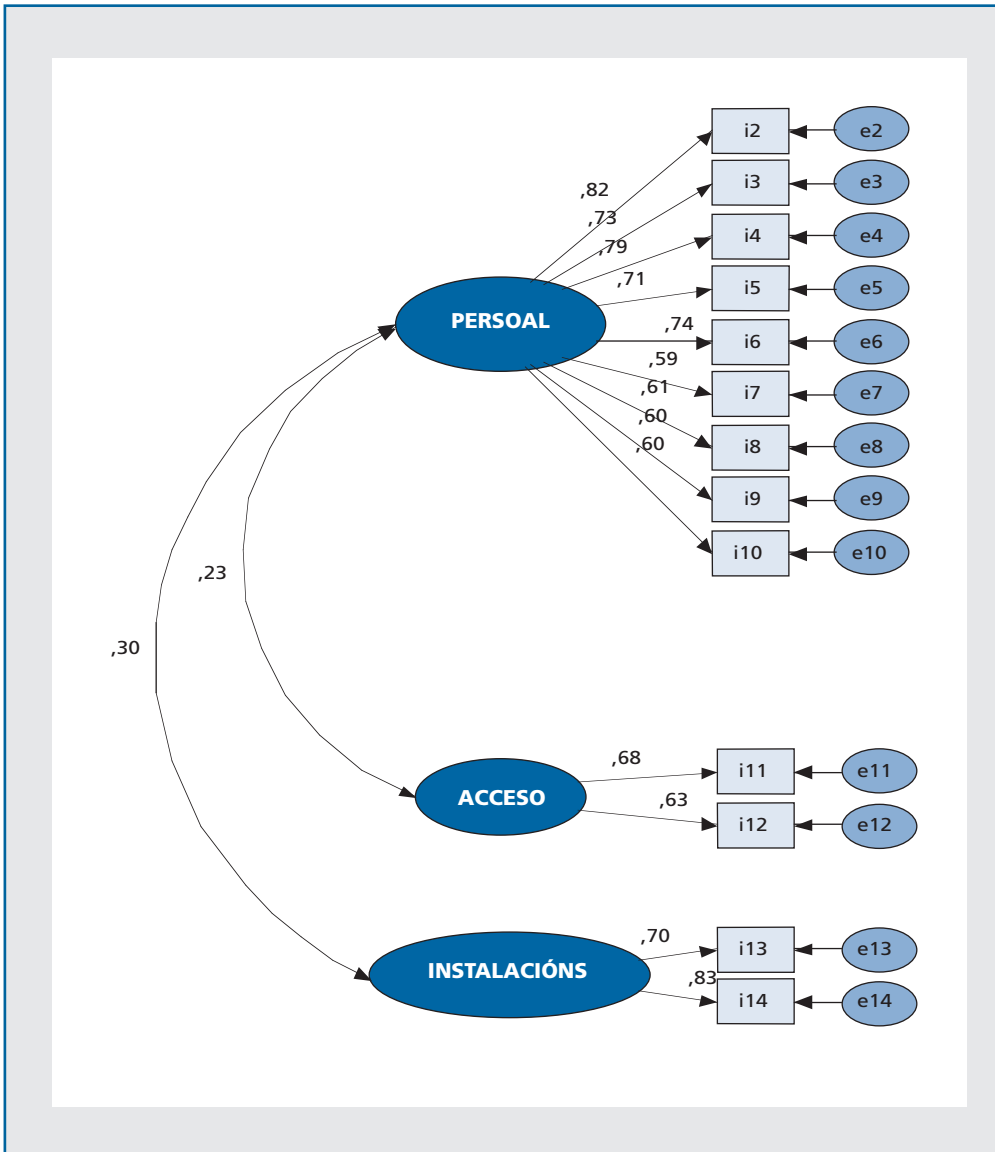 i2 e2
,82 i3 e3
,73
,79 i4 e4
,71 i5 e5
PERSOAL
,74 i6 e6
,59
,61 i7 e7
,60
,60 i8 e8
i9 e9
i10 e10
,23
,30
,68 i11 e11
ACCESO
,63 i12 e12
,70 i13 e13
INSTALACIÓNS
,83 i14 e14